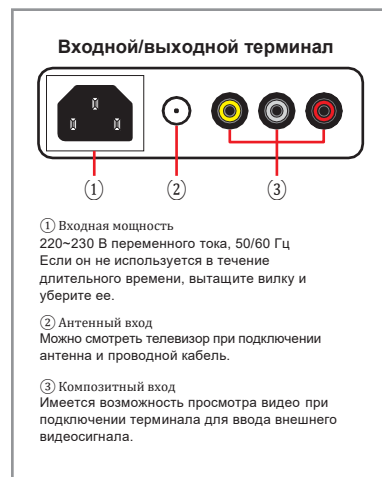 Входной/выходной терминал
① ② ③
① Входная мощность
220~230 В переменного тока, 50/60 Гц
Если он не используется в течение
длительного времени, вытащите вилку и
уберите ее.
② Антенный вход
Можно смотреть телевизор при подключении
антенна и проводной кабель.
③ Композитный вход
Имеется возможность просмотра видео при
подключении терминала для ввода внешнего
видеосигнала.